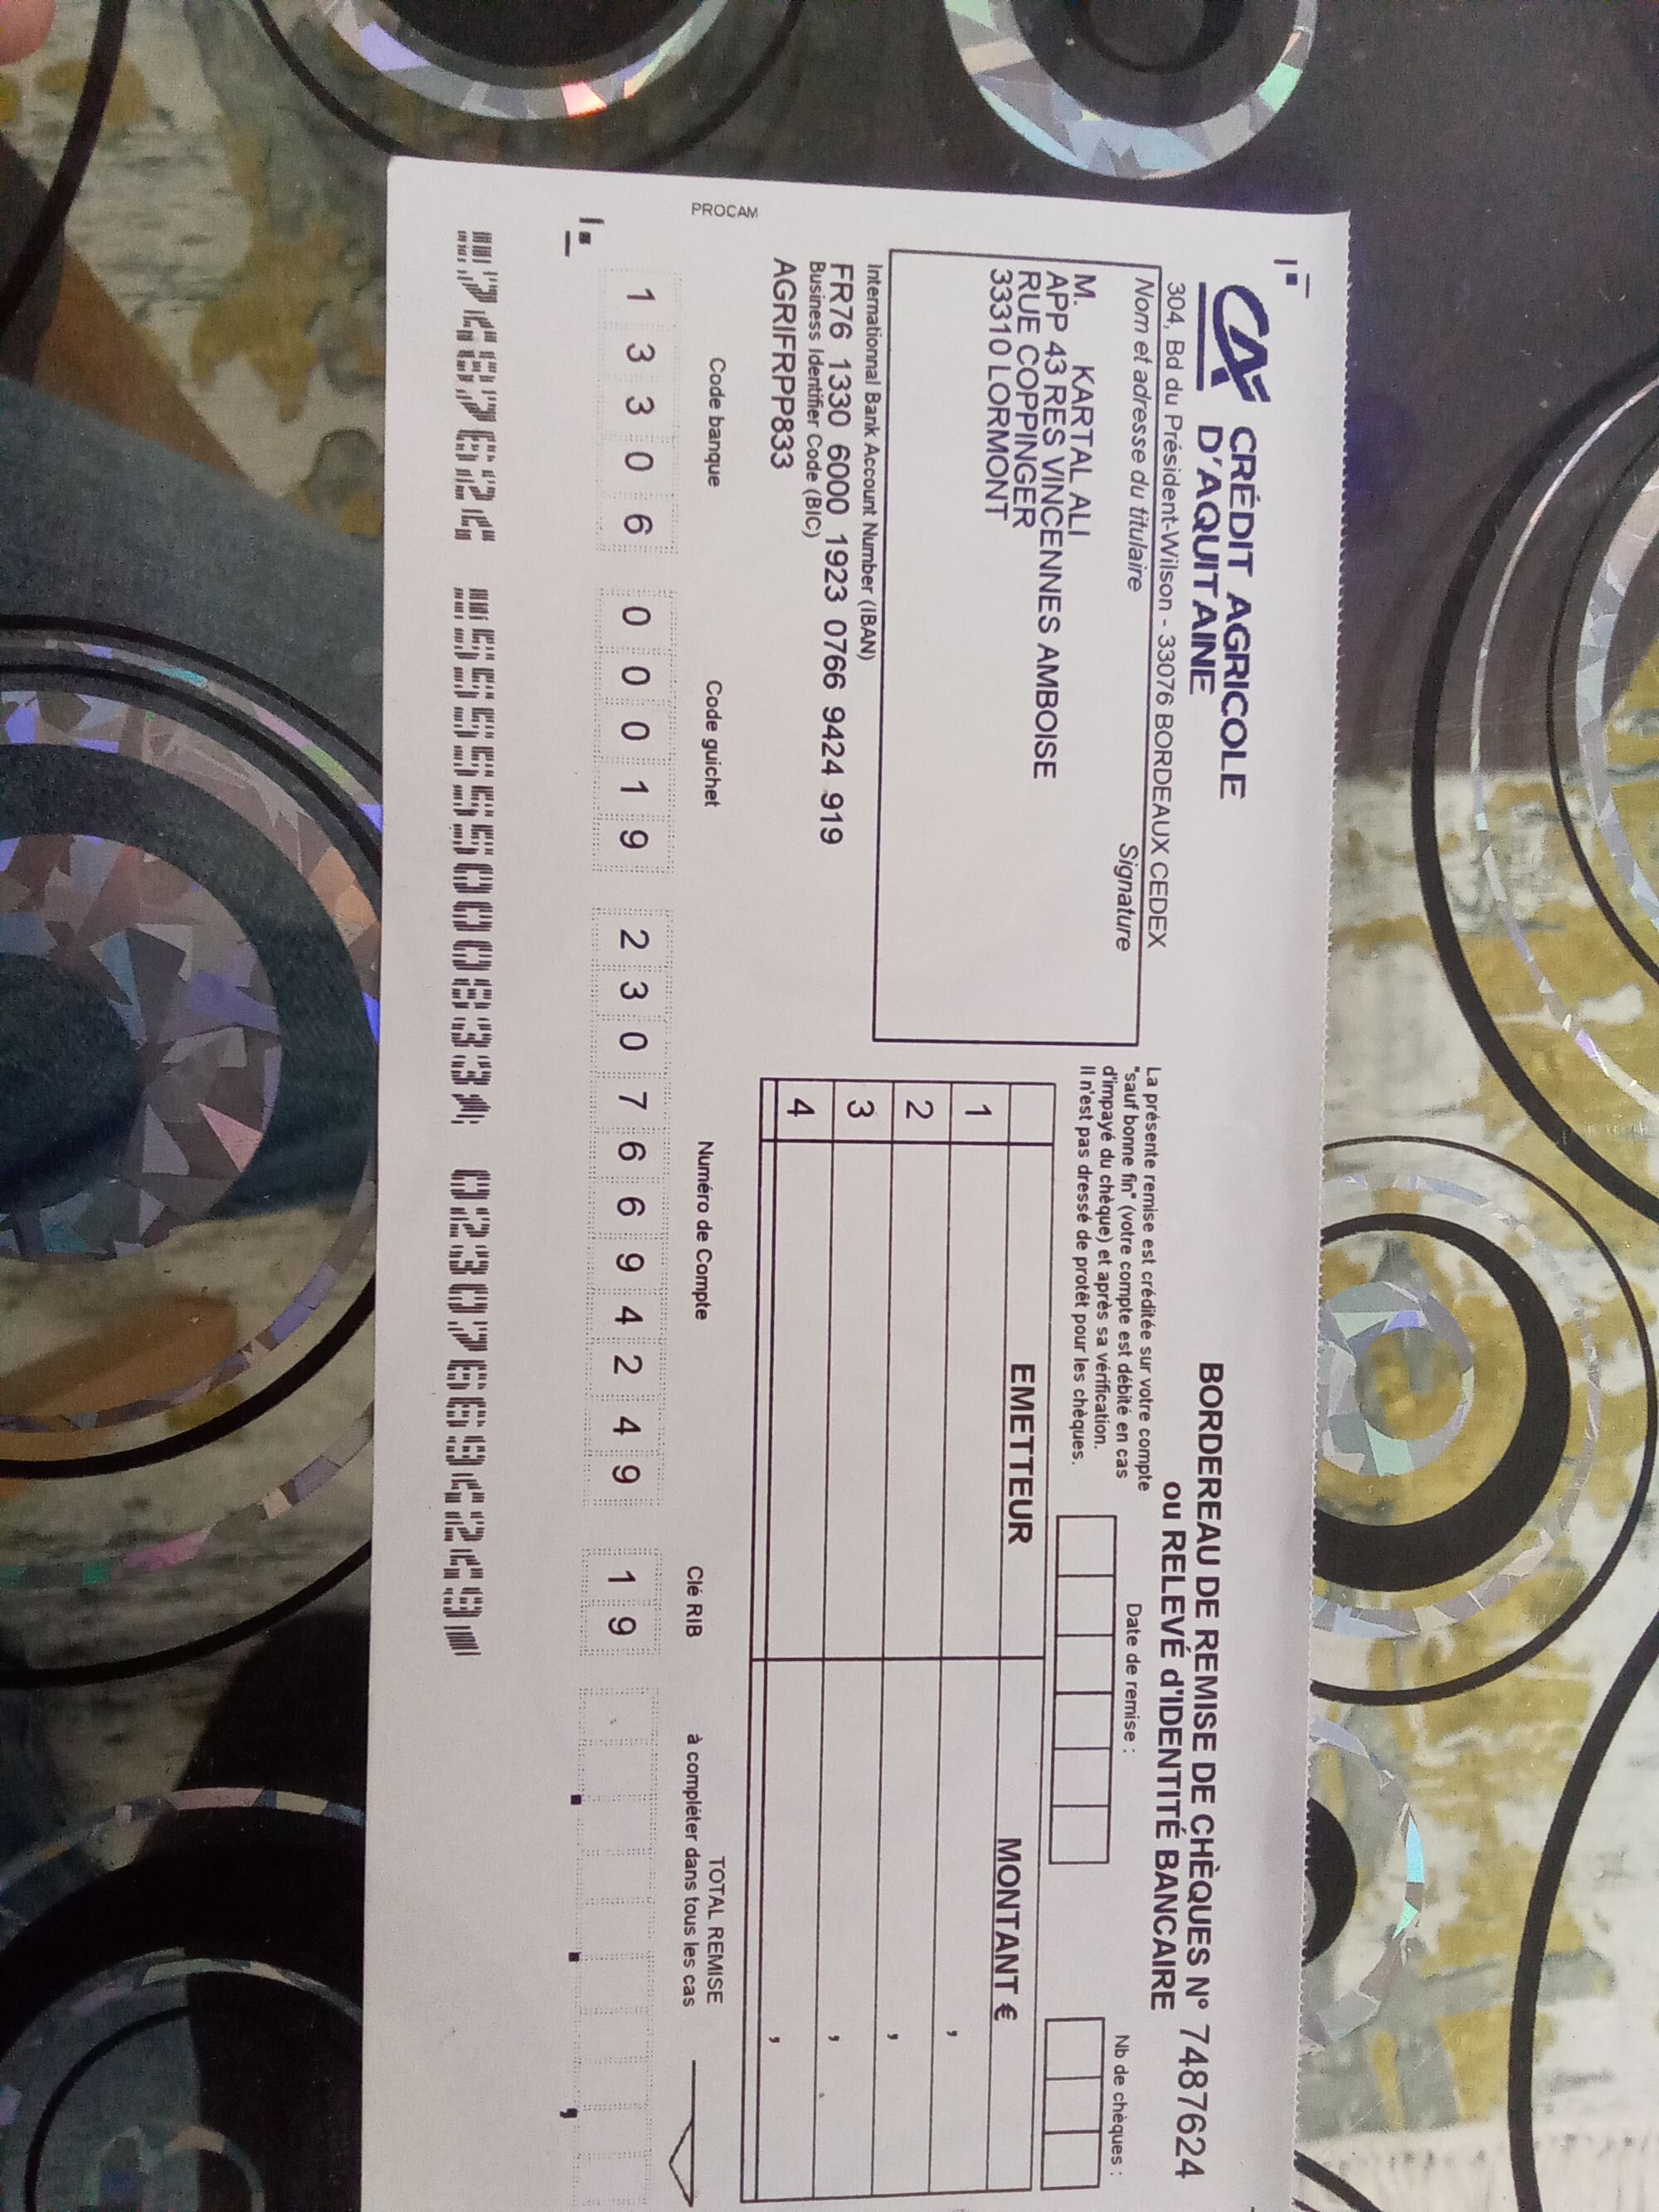 CA CRÉDIT AGRICOLE
D'AQUITAINE
304, Bd du Président-Wilson - 33076 BORDEAUX CEDEX
Nom et adresse du titulaire
Signature
M. KARTAL ALI
APP 43 RES VINCENNES AMBOISE
RUE COPPINGER
33310 LORMONT
Internationnal Bank Account Number (IBAN)
FR76 1330 6000 1923 0766 9424 919
Business Identifier Code (BIC)
AGRIFRPP833
BORDEREAU DE REMISE DE CHÈQUES N° 7487624
ou RELEVÉ d'IDENTITÉ BANCAIRE
La présente remise est créditée sur votre compte
"sauf bonne fin" (votre compte est débité en cas
d'impayé du chèque) et après sa vérification.
Il n'est pas dressé de protêt pour les chèques.
Date de remise :
Nb de chèques :
EMETTEUR MONTANT €
1 ,
2 ,
3 ,
4 ,
PROCAM
Code banque Code guichet Numéro de Compte Clé RIB
TOTAL REMISE
à compléter dans tous les cas
1 3 3 0 6 0 0 0 1 9 2 3 0 7 6 6 9 4 2 4 9 1 9